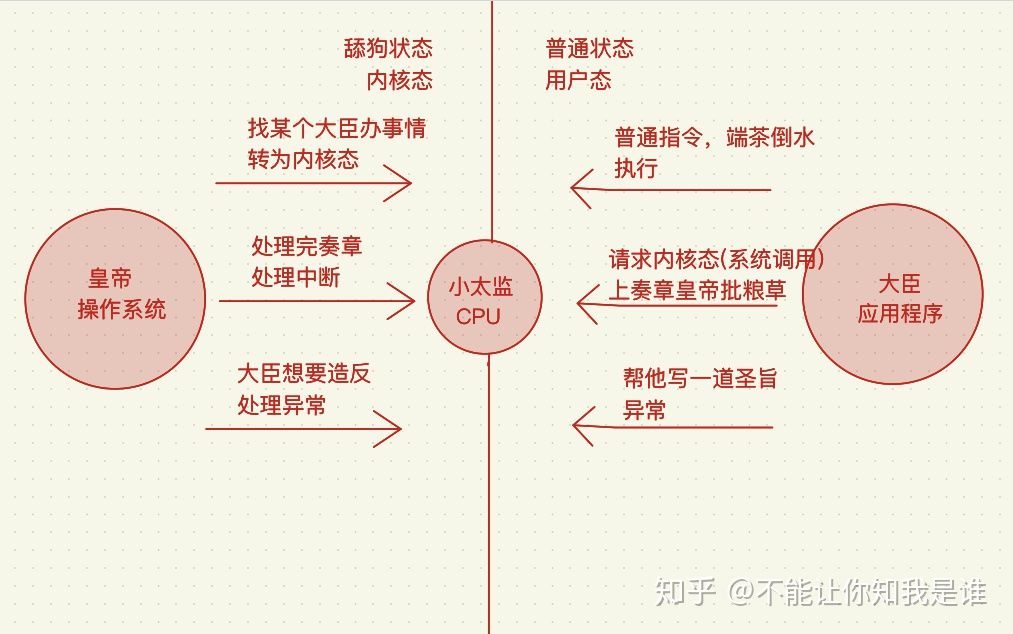 舔狗状态
内核态
普通状态
用户态
找某个大臣办事情
转为内核态
普通指令，端茶倒水
执行
处理完奏章
处理中断
请求内核态(系统调用)
上奏章皇帝批粮草
皇帝
操作系统
小太监
CPU
大臣
应用程序
大臣想要造反
处理异常
帮他写一道圣旨
异常
知乎 @不能让你知我是谁